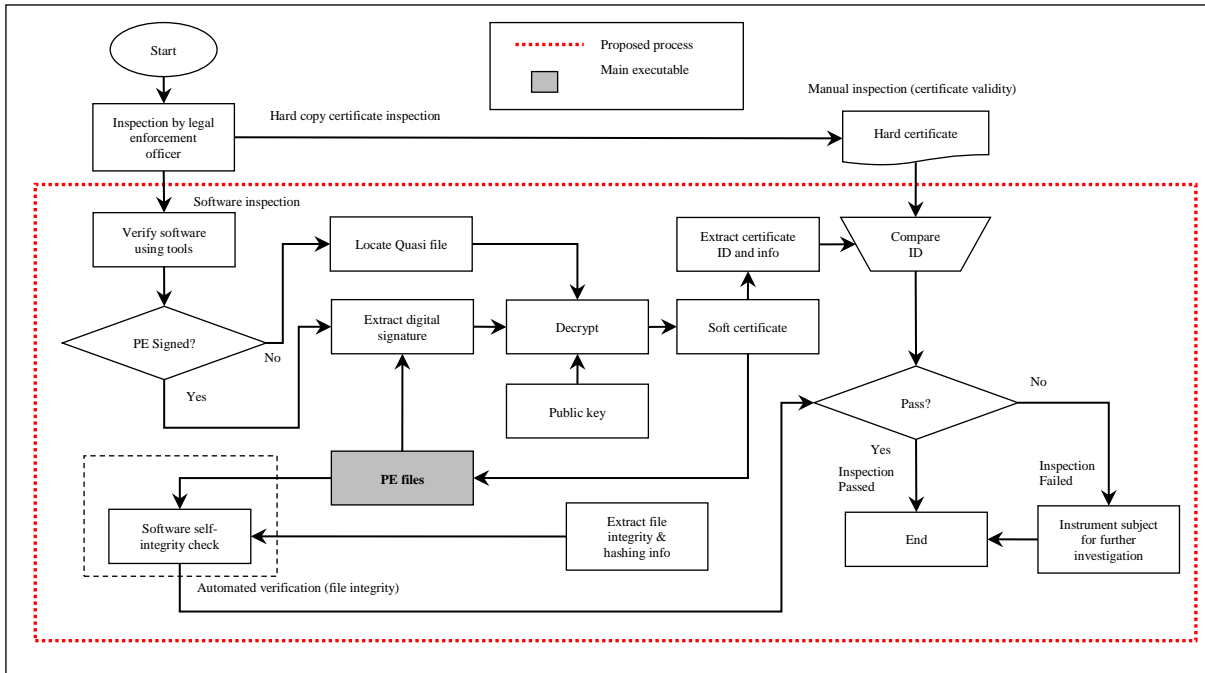 Start
Proposed process
Main executable
Manual inspection (certificate validity)
Hard copy certificate inspection
Inspection by legal
enforcement
officer
Hard certificate
Software inspection
Verify software
using tools
Locate Quasi file
Extract certificate
ID and info
Compare
ID
PE Signed?
No
Yes
Extract digital
signature
Decrypt
Soft certificate
Public key
Pass?
No
Yes
Inspection
Passed
Inspection
Failed
PE files
Software self-
integrity check
Extract file
integrity &
hashing info
End
Instrument subject
for further
investigation
Automated verification (file integrity)